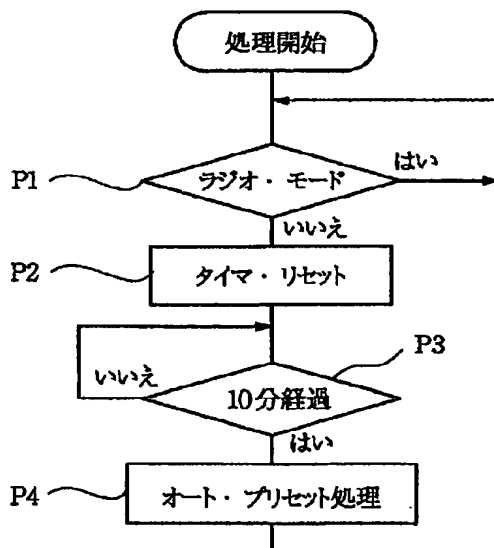 処理開始
P1
ラジオ・モード
はい
いいえ
P2
タイマ・リセット
P3
いいえ
10分経過
はい
P4
オート・プリセット処理